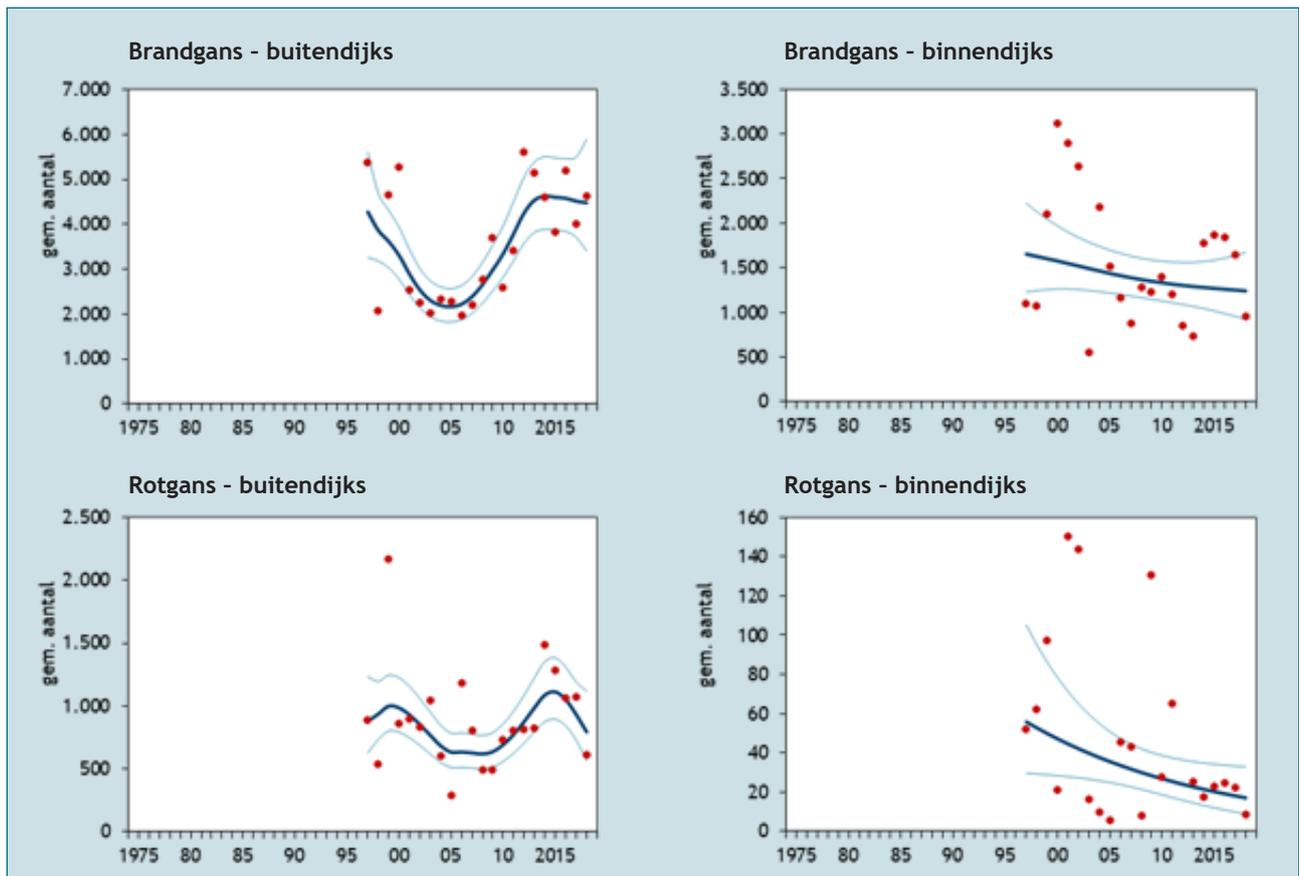 Brandgans – buitendijks
7.000
6.000
5.000
4.000
3.000
2.000
1.000
0
gem. aantal
1975 80 85 90 95 00 05 10 2015
Brandgans – binnendijks
3.500
3.000
2.500
2.000
1.500
1.000
500
0
gem. aantal
1975 80 85 90 95 00 05 10 2015
Rotgans – buitendijks
2.500
2.000
1.500
1.000
500
0
gem. aantal
1975 80 85 90 95 00 05 10 2015
Rotgans – binnendijks
160
140
120
100
80
60
40
20
0
gem. aantal
1975 80 85 90 95 00 05 10 2015